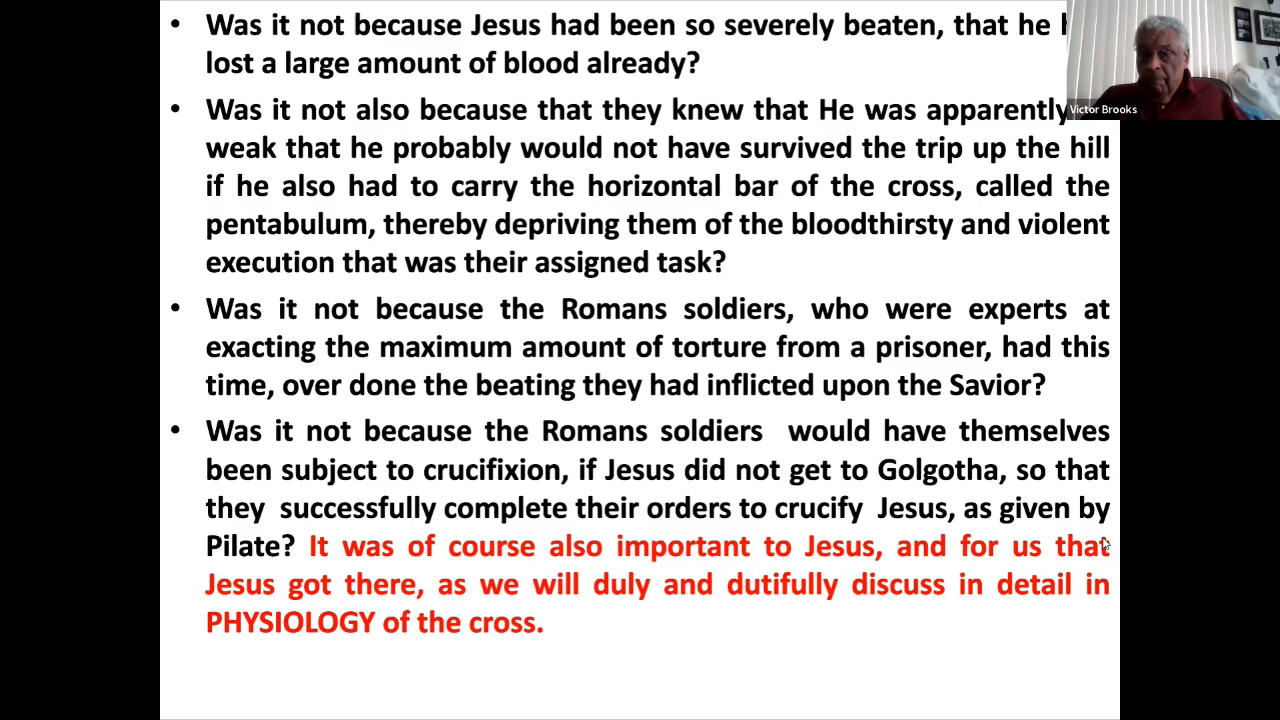 • Was it not because Jesus had been so severely beaten, that he
lost a large amount of blood already?
• Was it not also because that they knew that He was apparently
weak that he probably would not have survived the trip up the hill
if he also had to carry the horizontal bar of the cross, called the
pentabulum, thereby depriving them of the bloodthirsty and violent
execution that was their assigned task?
• Was it not because the Romans soldiers, who were experts at
exacting the maximum amount of torture from a prisoner, had this
time, over done the beating they had inflicted upon the Savior?
• Was it not because the Romans soldiers would have themselves
been subject to crucifixion, if Jesus did not get to Golgotha, so that
they successfully complete their orders to crucify Jesus, as given by
Pilate? It was of course also important to Jesus, and for us that
Jesus got there, as we will duly and dutifully discuss in detail in
PHYSIOLOGY of the cross.
Victor Brooks